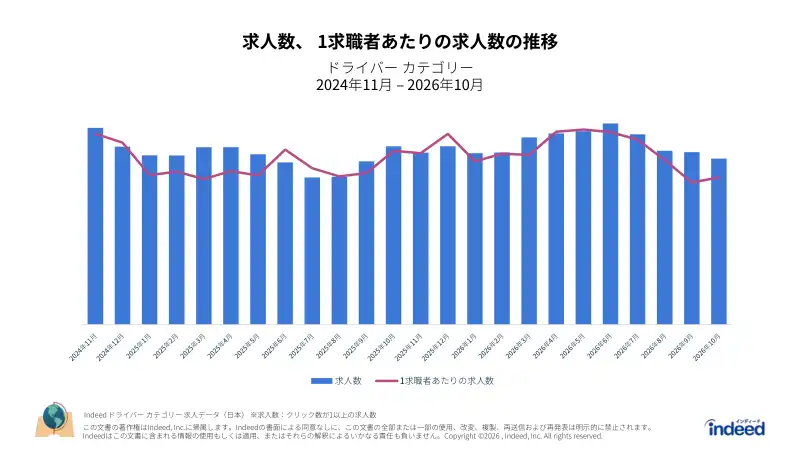 求人数、 1求職者あたりの求人数の推移
ドライバー カテゴリー
2024年11月 – 2026年10月
2024年11月
2024年12月
2025年1月
2025年2月
2025年3月
2025年4月
2025年5月
2025年6月
2025年7月
2025年8月
2025年9月
2025年10月
2025年11月
2025年12月
2026年1月
2026年2月
2026年3月
2026年4月
2026年5月
2026年6月
2026年7月
2026年8月
2026年9月
2026年10月
求人数
1求職者あたりの求人数
Indeed ドライバー カテゴリー 求人データ（日本） ※求人数：クリック数が1以上の求人数
この文書の著作権はIndeed, Inc.に帰属します。Indeedの書面による同意なしに、この文書の全部または一部の使用、改変、複製、再送信および再発表は明示的に禁止されます。
Indeedはこの文書に含まれる情報の使用もしくは適用、またはそれらの解釈によるいかなる責任も負いません。Copyright ©2026 , Indeed, Inc. All rights reserved.
インディード
indeed